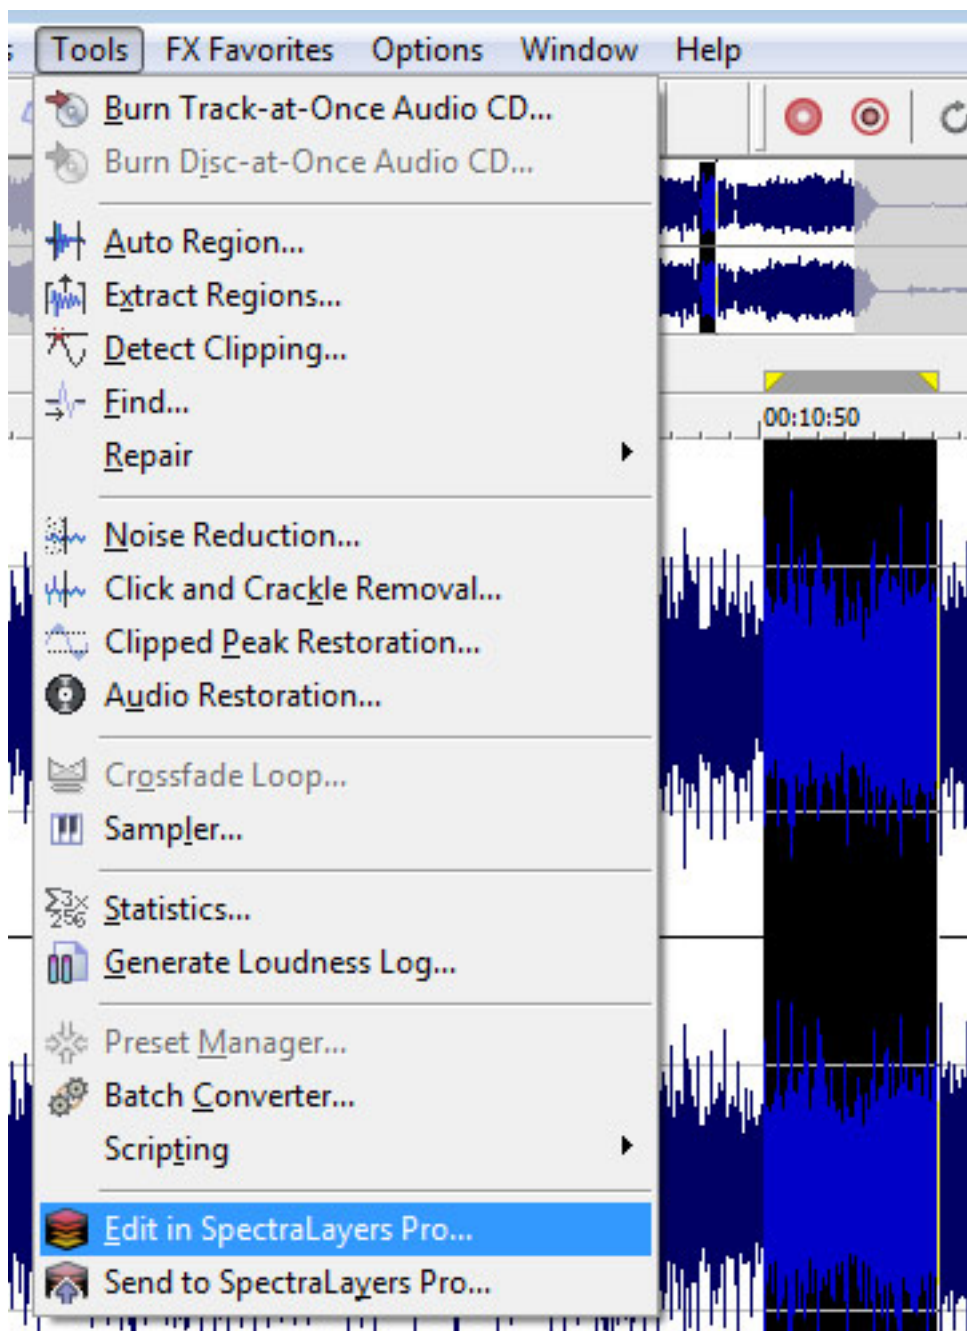 Tools FX Favorites Options Window Help
Burn Track-at-Once Audio CD...
Burn Disc-at-Once Audio CD...
Auto Region...
Extract Regions...
Detect Clipping...
Find...
Repair
Noise Reduction...
Click and Crackle Removal...
Clipped Peak Restoration...
Audio Restoration...
Crossfade Loop...
Sampler...
Statistics...
Generate Loudness Log...
Preset Manager...
Batch Converter...
Scripting
Edit in SpectraLayers Pro...
Send to SpectraLayers Pro...
00:10:50